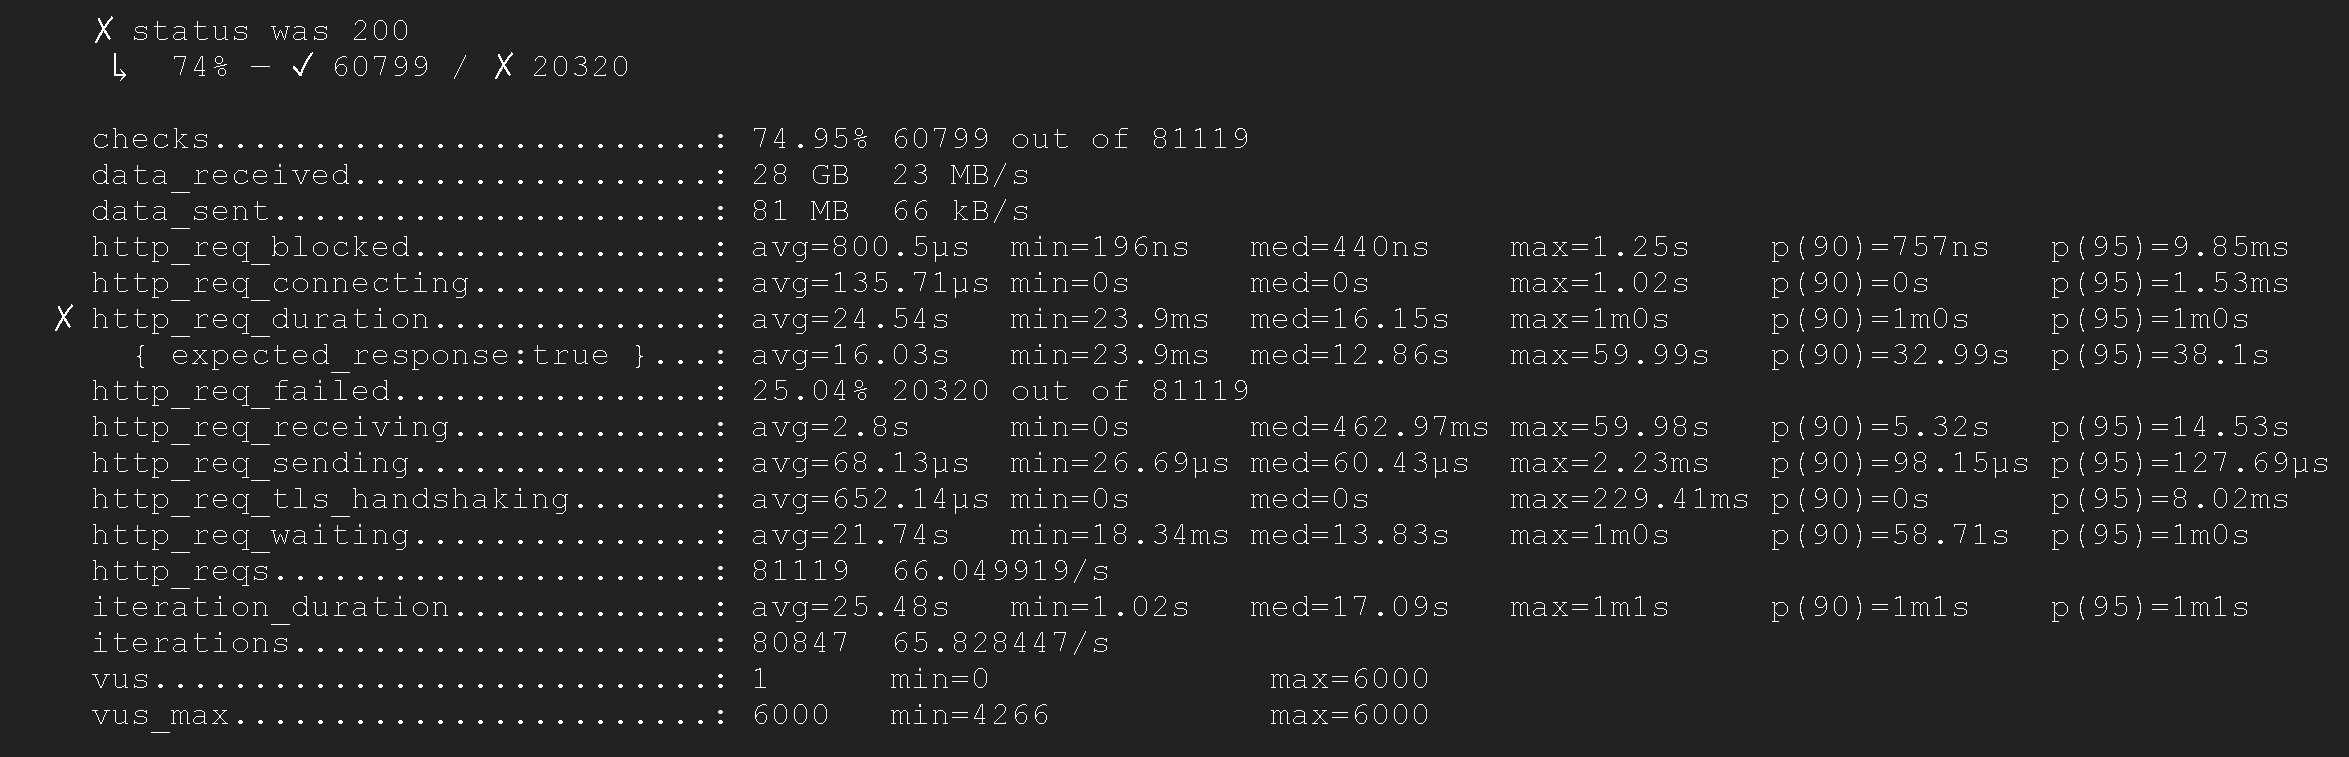 ✗ status was 200
↳ 74% — ✓ 60799 / ✗ 20320
checks.........................: 74.95% 60799 out of 81119
data_received..................: 28 GB 23 MB/s
data_sent......................: 81 MB 66 kB/s
http_req_blocked...............: avg=800.5µs min=196ns med=440ns max=1.25s p(90)=757ns p(95)=9.85ms
http_req_connecting............: avg=135.71µs min=0s med=0s max=1.02s p(90)=0s p(95)=1.53ms
✗ http_req_duration..............: avg=24.54s min=23.9ms med=16.15s max=1m0s p(90)=1m0s p(95)=1m0s
{ expected_response:true }...: avg=16.03s min=23.9ms med=12.86s max=59.99s p(90)=32.99s p(95)=38.1s
http_req_failed................: 25.04% 20320 out of 81119
http_req_receiving.............: avg=2.8s min=0s med=462.97ms max=59.98s p(90)=5.32s p(95)=14.53s
http_req_sending...............: avg=68.13µs min=26.69µs med=60.43µs max=2.23ms p(90)=98.15µs p(95)=127.69µs
http_req_tls_handshaking.......: avg=652.14µs min=0s med=0s max=229.41ms p(90)=0s p(95)=8.02ms
http_req_waiting...............: avg=21.74s min=18.34ms med=13.83s max=1m0s p(90)=58.71s p(95)=1m0s
http_reqs......................: 81119 66.049919/s
iteration_duration.............: avg=25.48s min=1.02s med=17.09s max=1m1s p(90)=1m1s p(95)=1m1s
iterations.....................: 80847 65.828447/s
vus............................: 1 min=0 max=6000
vus_max........................: 6000 min=4266 max=6000